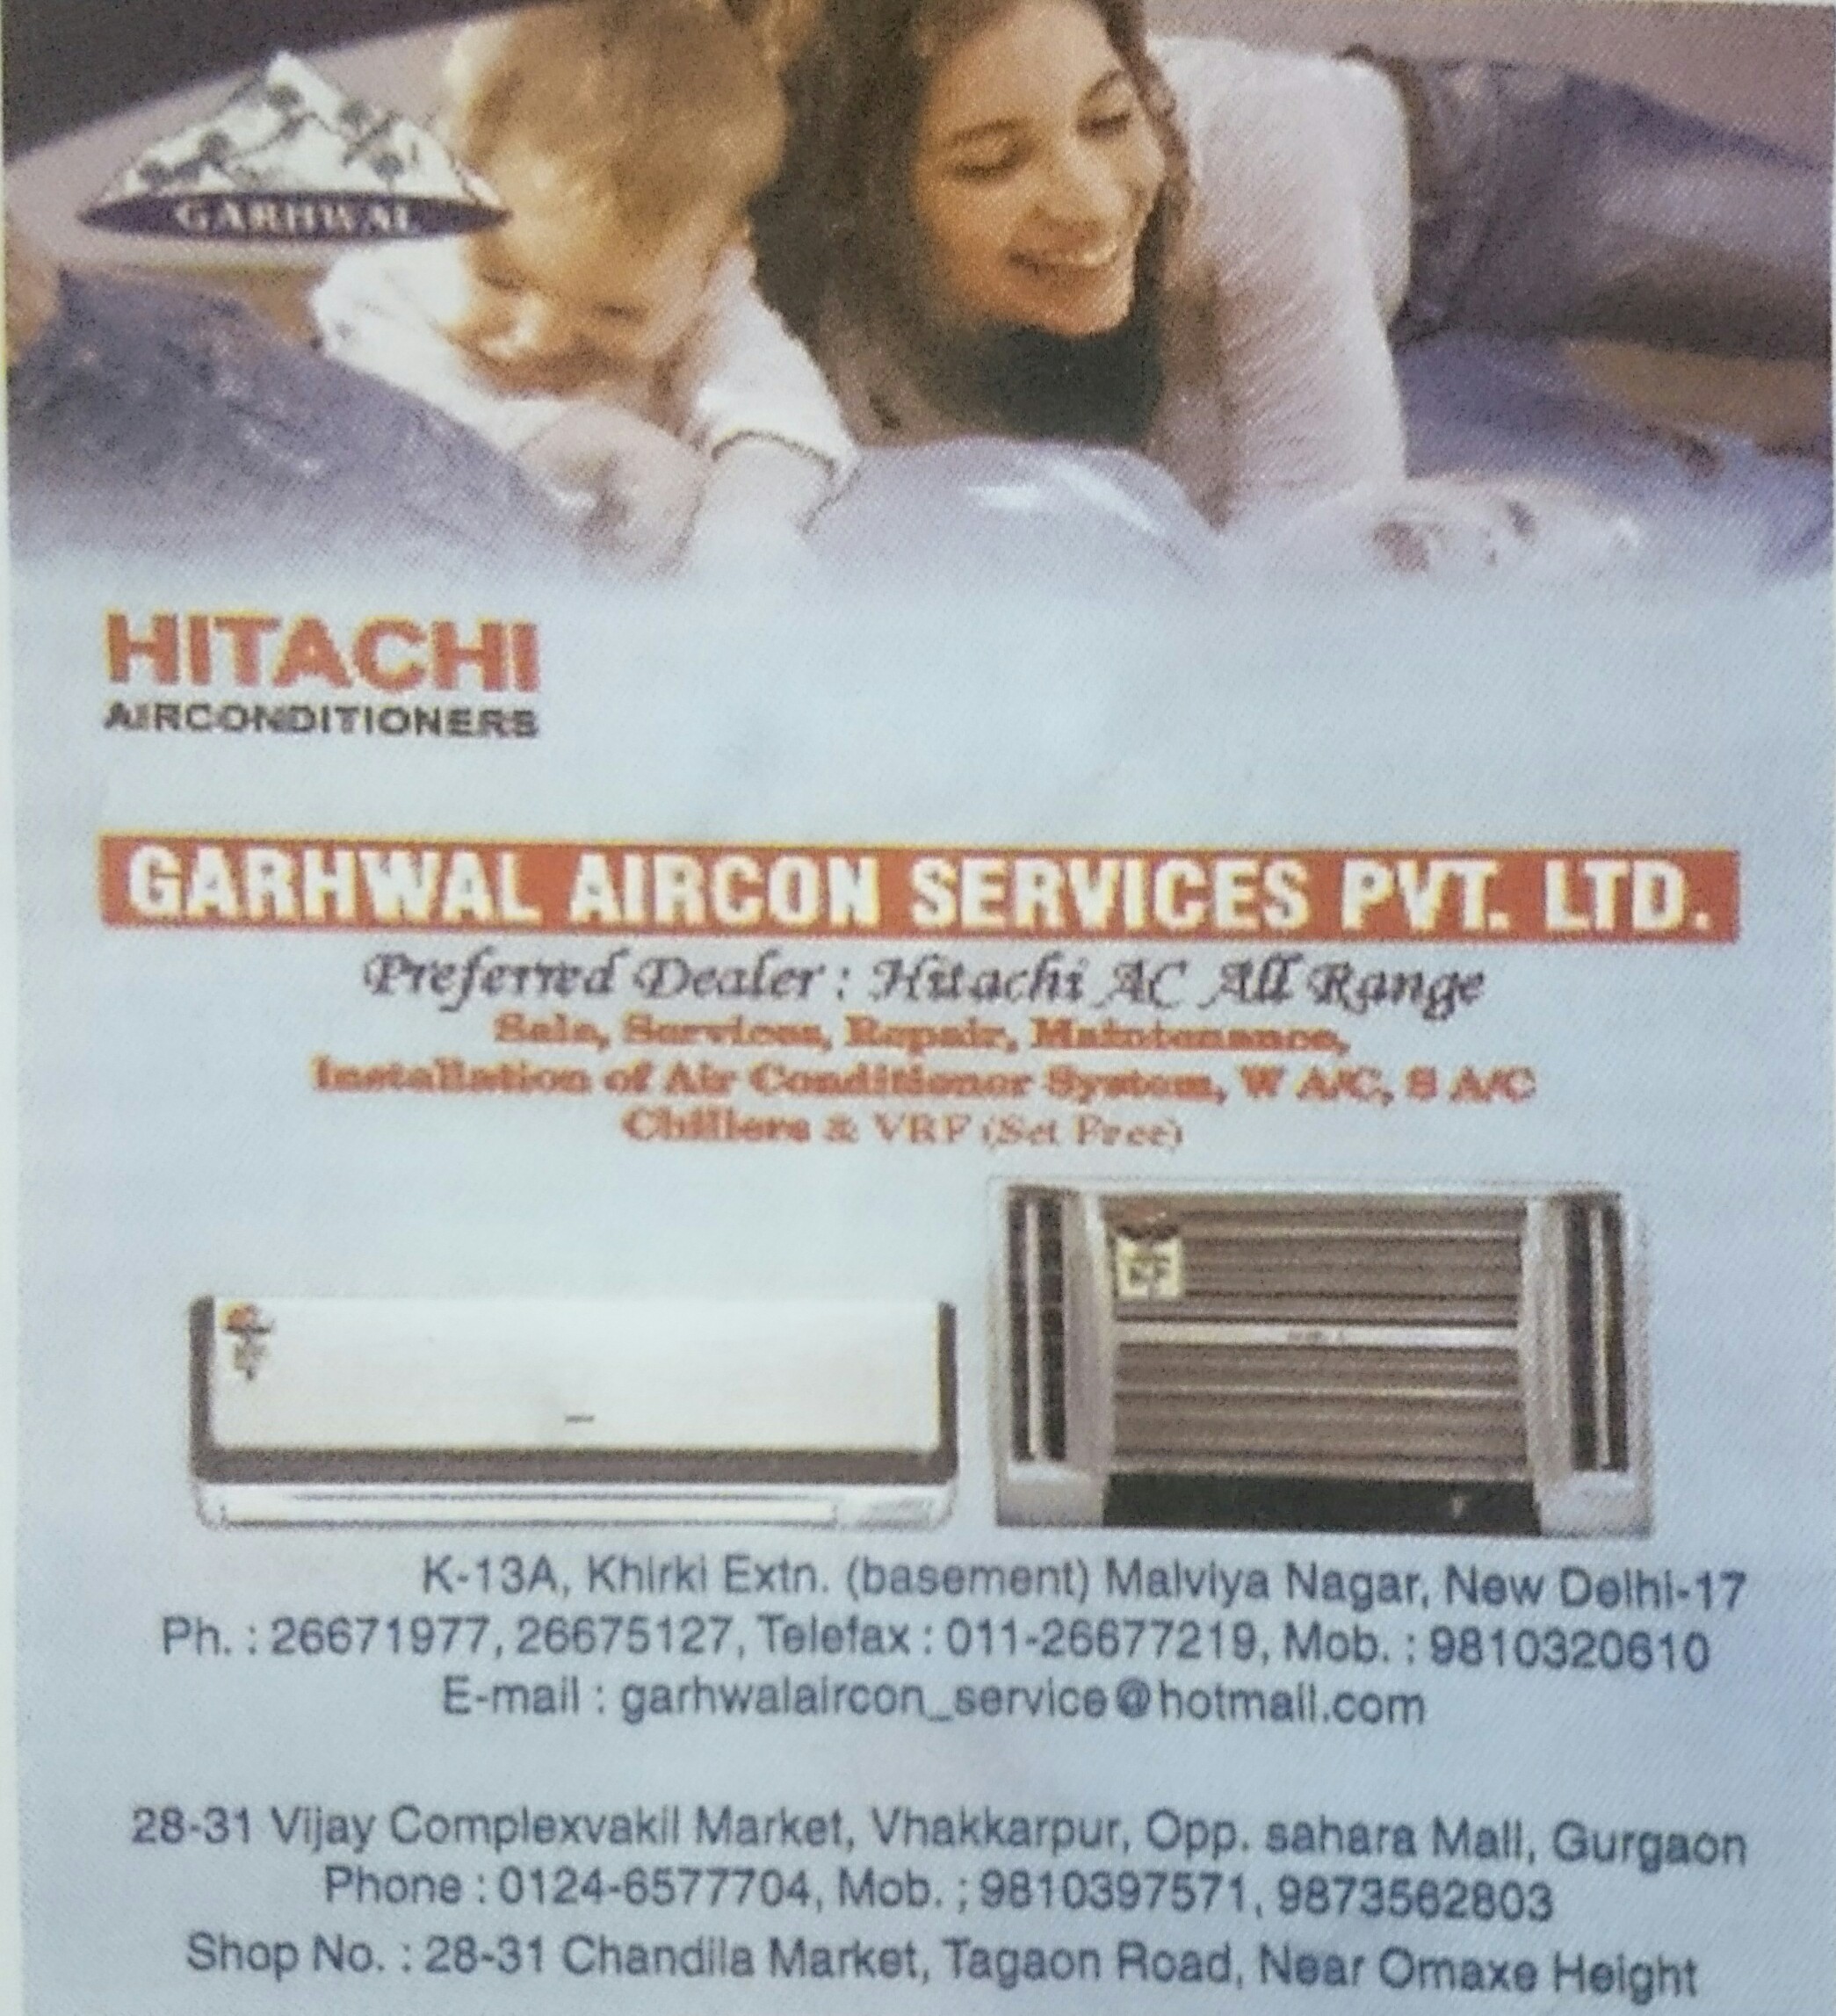 GARHWAL
HITACHI
AIRCONDITIONERS
GARHWAL AIRCON SERVICES PVT. LTD.
Preferred Dealer : Hitachi AC All Range
Sale, Services, Repair, Maintenance,
Installation of Air Conditioner System, W A/C, S A/C
Chillers & VRF (Set Free)
K-13A, Khirki Extn. (basement) Malviya Nagar, New Delhi-17
Ph. : 26671977, 26675127, Telefax : 011-26677219, Mob. : 9810320610
E-mail : garhwalaircon_service@hotmail.com
28-31 Vijay Complexvakil Market, Vhakkarpur, Opp. sahara Mall, Gurgaon
Phone : 0124-6577704, Mob. ; 9810397571, 9873562803
Shop No. : 28-31 Chandila Market, Tagaon Road, Near Omaxe Height